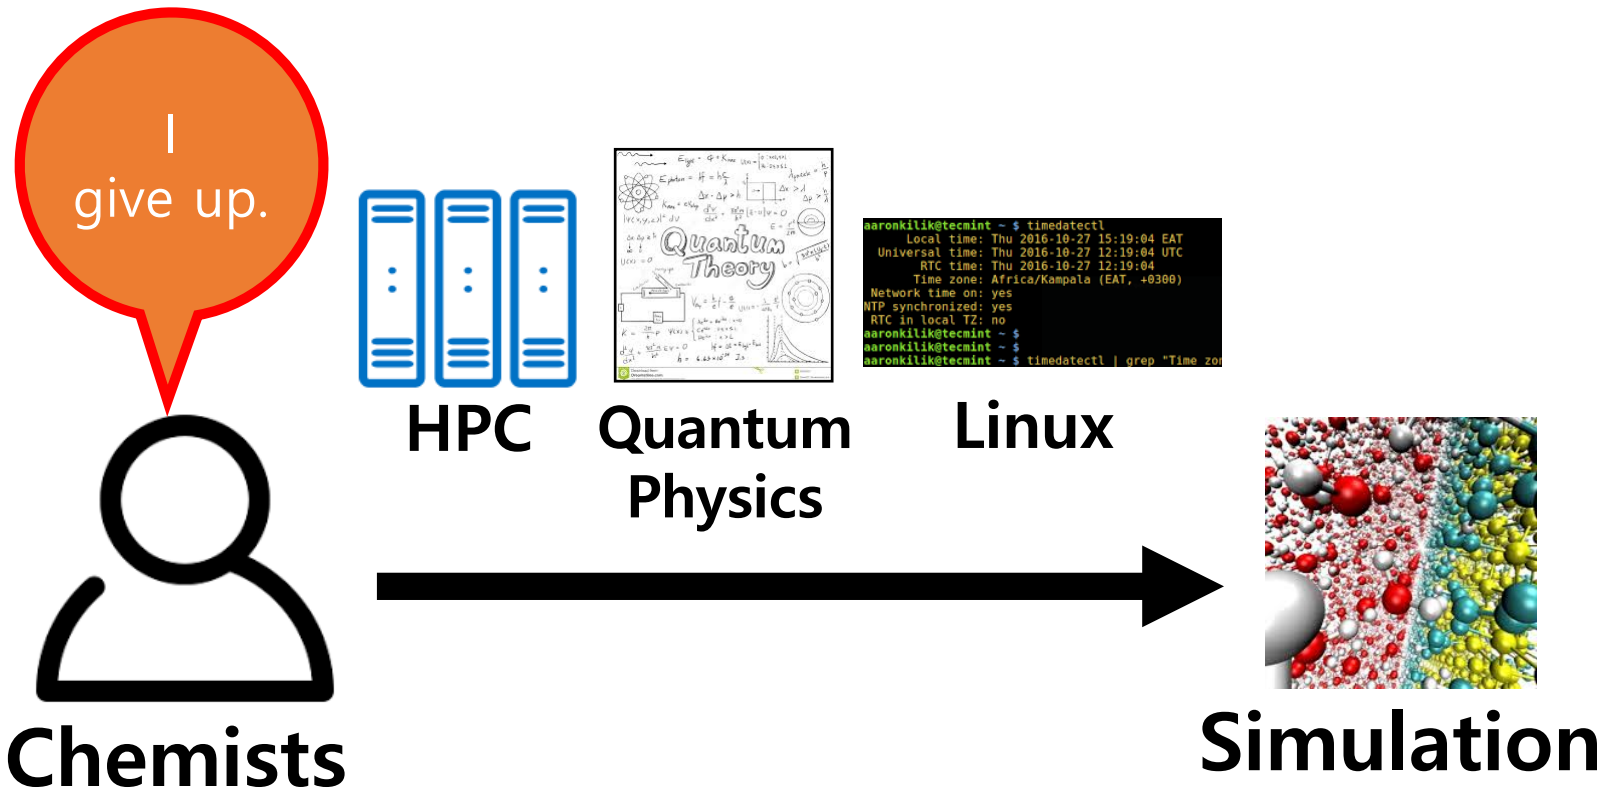 I
give up.
HPC
Quantum
Physics
Linux
Quantum
Theory
aaronkilik@tecmint ~ $ timedatectl
Local time: Thu 2016-10-27 15:19:04 EAT
Universal time: Thu 2016-10-27 12:19:04 UTC
RTC time: Thu 2016-10-27 12:19:04
Time zone: Africa/Kampala (EAT, +0300)
Network time on: yes
NTP synchronized: yes
RTC in local TZ: no
aaronkilik@tecmint ~ $
aaronkilik@tecmint ~ $
aaronkilik@tecmint ~ $ timedatectl | grep "Time zon
Chemists
Simulation